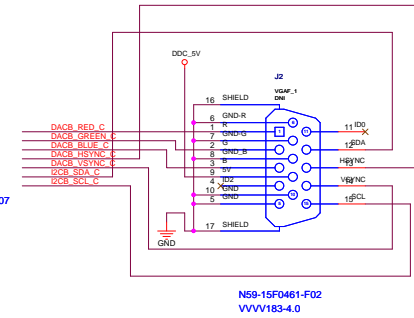 DDC_5V
J2
VGAF_1
DNI
16 SHIELD
6 GND-R
1 R
7 GND-G
2 G
8 GND_B
3 B
9 5V
4 ID2
10 GND
5 GND
17 SHIELD
11 ID0
12 SDA
13 HSYNC
14 VSYNC
15 SCL
DACB_RED_C
DACB_GREEN_C
DACB_BLUE_C
DACB_HSYNC_C
DACB_VSYNC_C
I2CB_SDA_C
I2CB_SCL_C
07
GND
N59-15F0461-F02
VVVV183-4.0